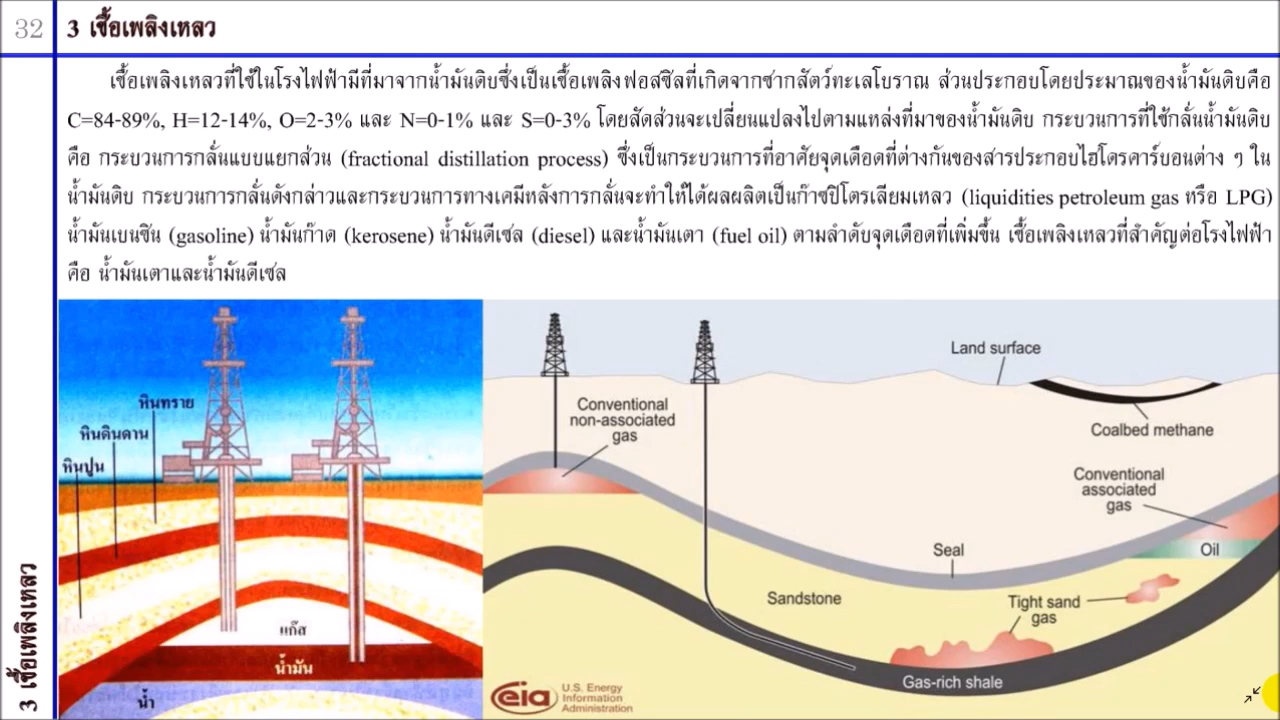 32
3 เชื้อเพลิงเหลว
เชื้อเพลิงเหลวที่ใช้ในโรงไฟฟ้ามีที่มาจากน้ำมันดิบซึ่งเป็นเชื้อเพลิงฟอสซิลที่เกิดจากซากสัตว์ทะเลโบราณ ส่วนประกอบโดยประมาณของน้ำมันดิบคือ
C=84-89%, H=12-14%, O=2-3% และ N=0-1% และ S=0-3% โดยสัดส่วนจะเปลี่ยนแปลงไปตามแหล่งที่มาของน้ำมันดิบ กระบวนการที่ใช้กลั่นน้ำมันดิบ
คือ กระบวนการกลั่นแบบแยกส่วน (fractional distillation process) ซึ่งเป็นกระบวนการที่อาศัยจุดเดือดที่ต่างกันของสารประกอบไฮโดรคาร์บอนต่าง ๆ ใน
น้ำมันดิบ กระบวนการกลั่นดังกล่าวและกระบวนการทางเคมีหลังการกลั่นจะทำให้ได้ผลผลิตเป็นก๊าซปิโตรเลียมเหลว (liquidities petroleum gas หรือ LPG)
น้ำมันเบนซิน (gasoline) น้ำมันก๊าด (kerosene) น้ำมันดีเซล (diesel) และน้ำมันเตา (fuel oil) ตามลำดับจุดเดือดที่เพิ่มขึ้น เชื้อเพลิงเหลวที่สำคัญต่อโรงไฟฟ้า
คือ น้ำมันเตาและน้ำมันดีเซล
หินทราย
หินดินดาน
หินปูน
แก๊ส
น้ำมัน
น้ำ
Land surface
Conventional
non-associated
gas
Coalbed methane
Conventional
associated
gas
Seal
Oil
Sandstone
Tight sand
gas
Gas-rich shale
eia
U.S. Energy
Information
Administration
3 เชื้อเพลิงเหลว